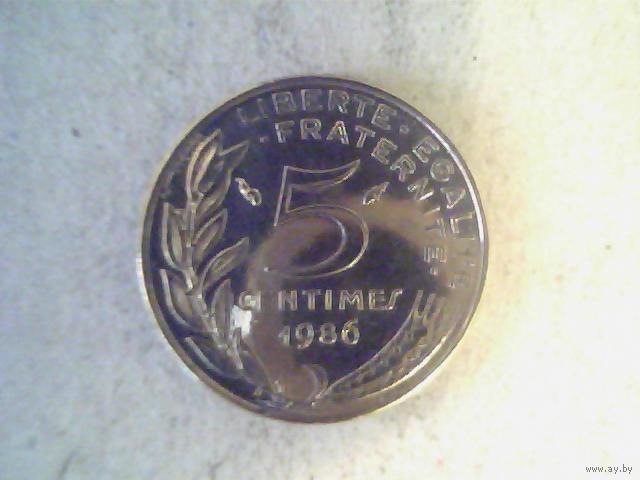 LIBERTE · EGALITE
· FRATERNITE ·
5
CENTIMES
1986
www.ay.by